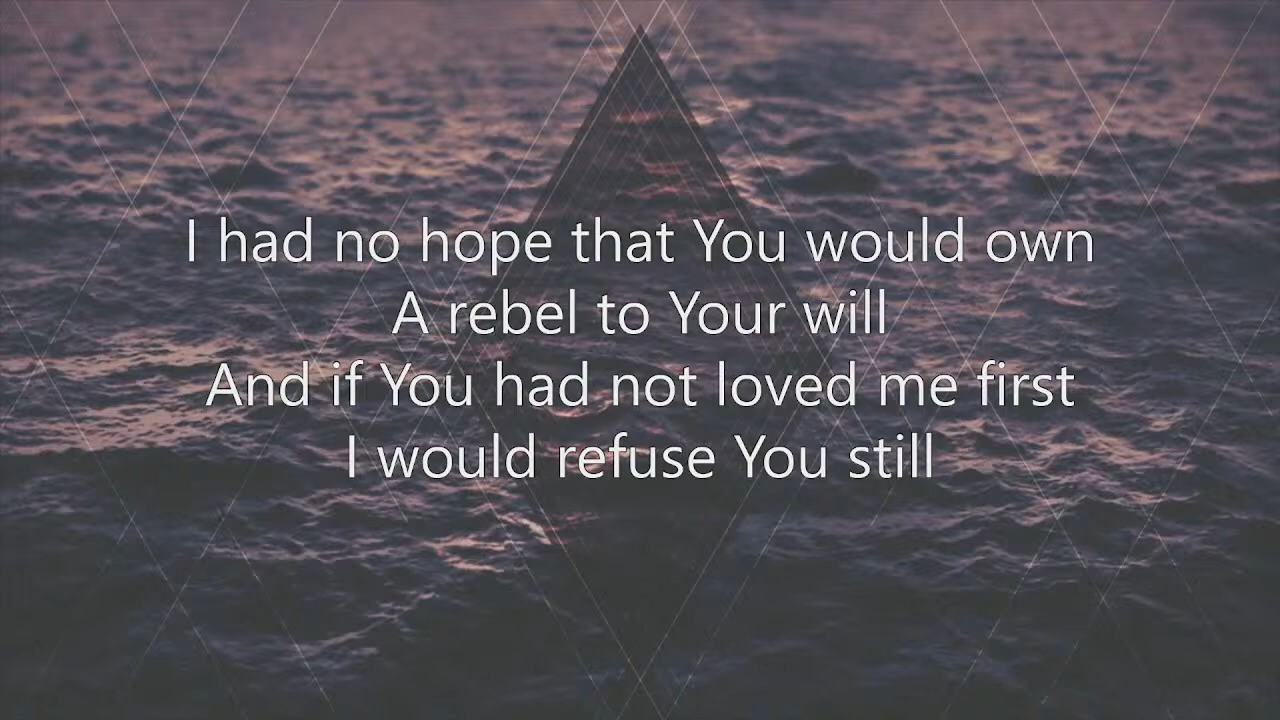 I had no hope that You would own
A rebel to Your will
And if You had not loved me first
I would refuse You still